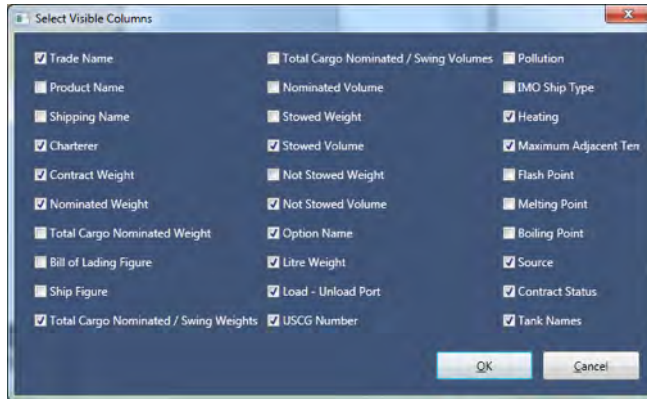 Select Visible Columns
Trade Name
Product Name
Shipping Name
Charterer
Contract Weight
Nominated Weight
Total Cargo Nominated Weight
Bill of Lading Figure
Ship Figure
Total Cargo Nominated / Swing Weights
Total Cargo Nominated / Swing Volumes
Nominated Volume
Stowed Weight
Stowed Volume
Not Stowed Weight
Not Stowed Volume
Option Name
Litre Weight
Load - Unload Port
USCG Number
Pollution
IMO Ship Type
Heating
Maximum Adjacent Ten
Flash Point
Melting Point
Boiling Point
Source
Contract Status
Tank Names
OK
Cancel